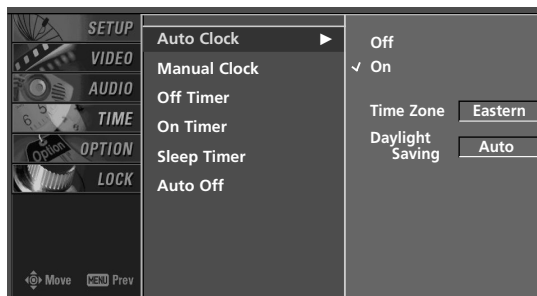 SETUP
VIDEO
AUDIO
TIME
OPTION
LOCK
Move MENU Prev
Auto Clock ▶
Manual Clock
Off Timer
On Timer
Sleep Timer
Auto Off
Off
✓ On
Time Zone Eastern
Daylight
Saving Auto